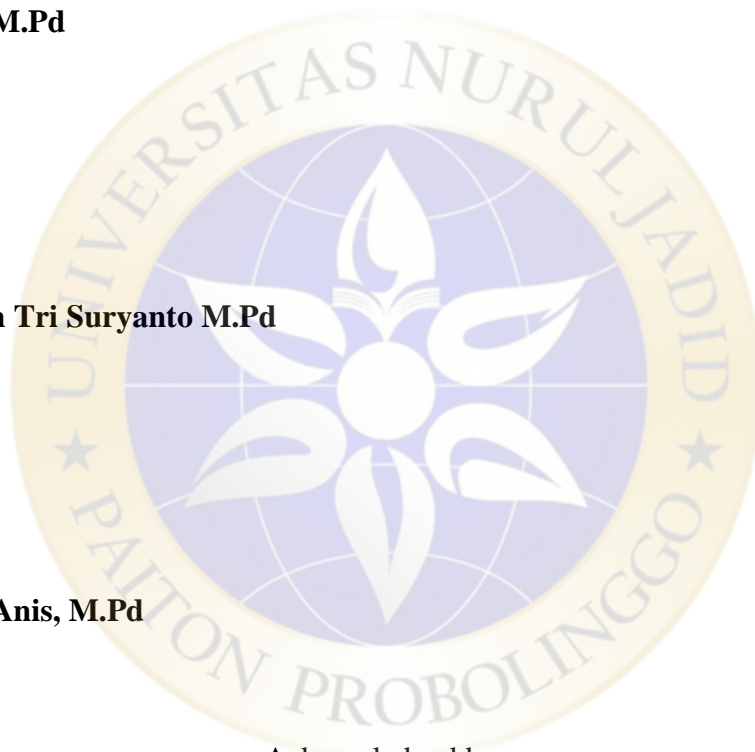 M.Pd
UNIVERSITAS NURUL JADID
Tri Suryanto M.Pd
Anis, M.Pd
PAITON PROBOLINGGO